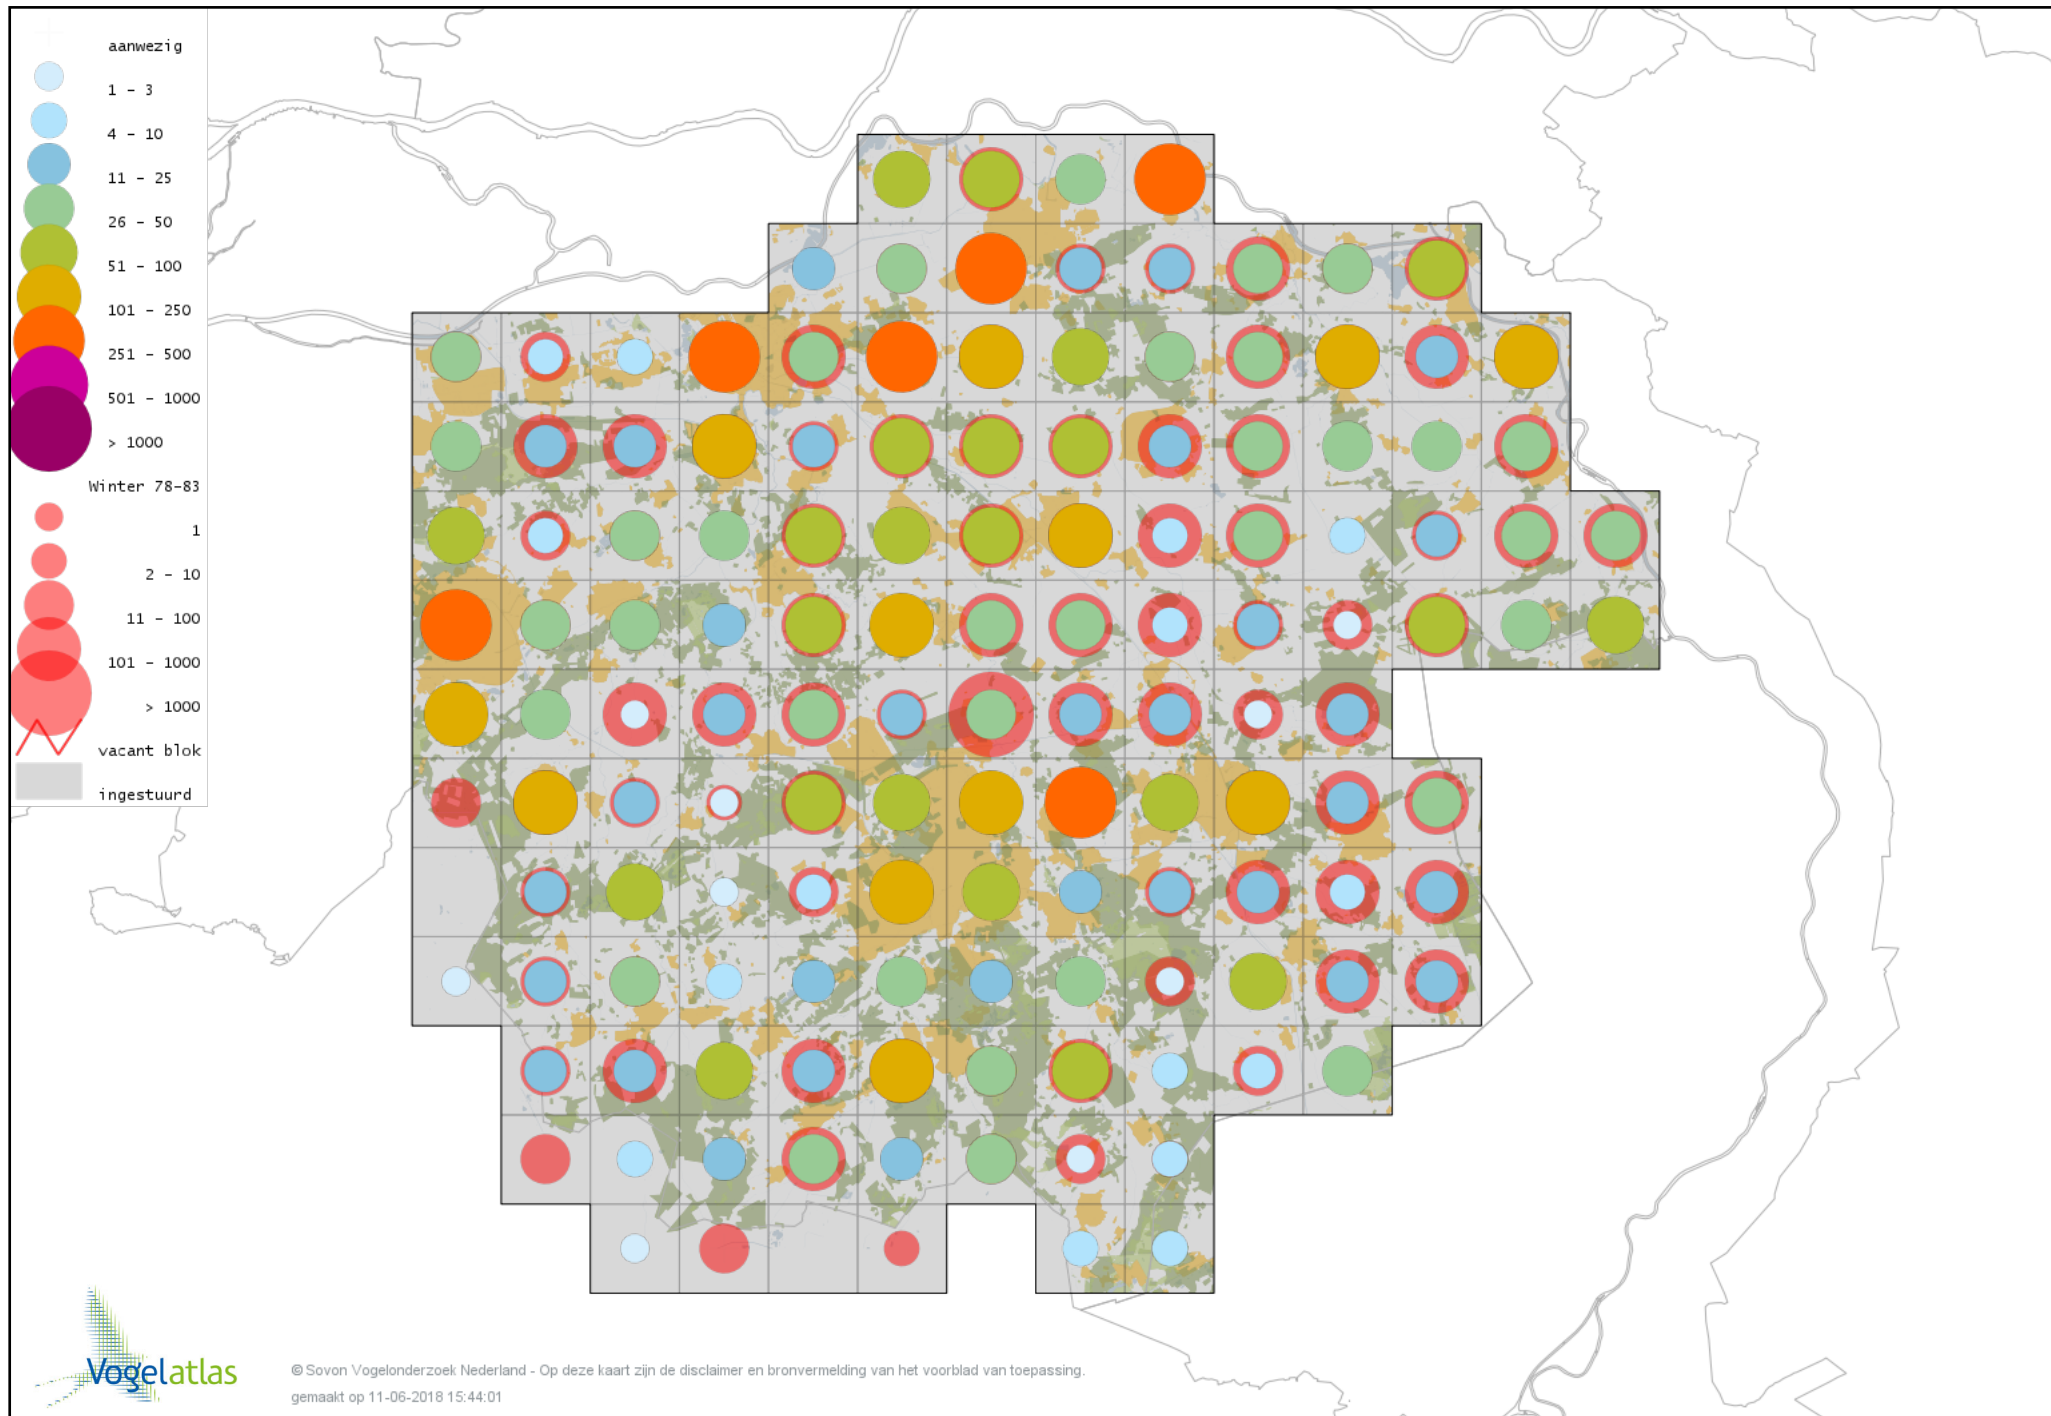 aanwezig
1 - 3
4 - 10
11 - 25
26 - 50
51 - 100
101 - 250
251 - 500
501 - 1000
> 1000
Winter 78-83
1
2 - 10
11 - 100
101 - 1000
> 1000
vacant blok
ingestuurd
Vogelatlas
© Sovon Vogelonderzoek Nederland - Op deze kaart zijn de disclaimer en bronvermelding van het voorblad van toepassing.
gemaakt op 11-06-2018 15:44:01